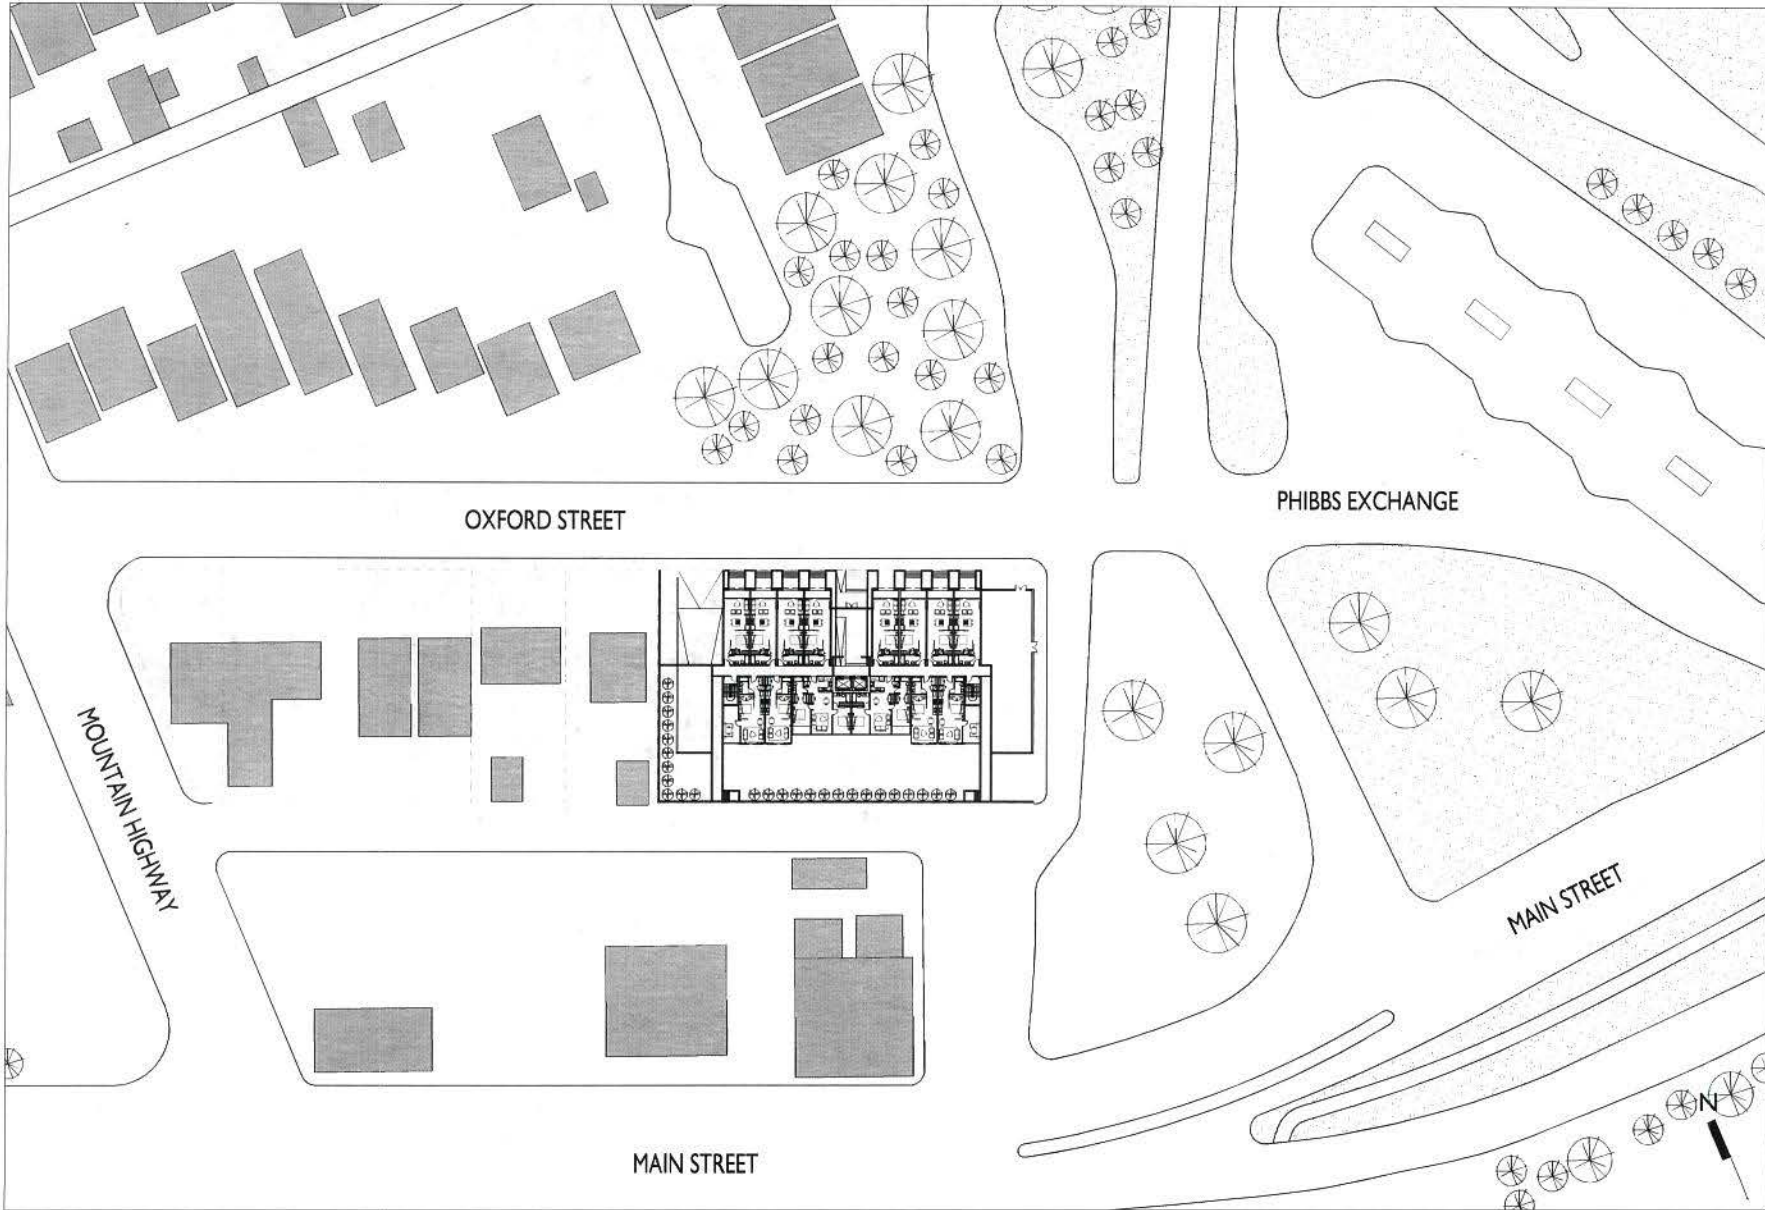 OXFORD STREET
PHIBBS EXCHANGE
MOUNTAIN HIGHWAY
MAIN STREET
N
MAIN STREET